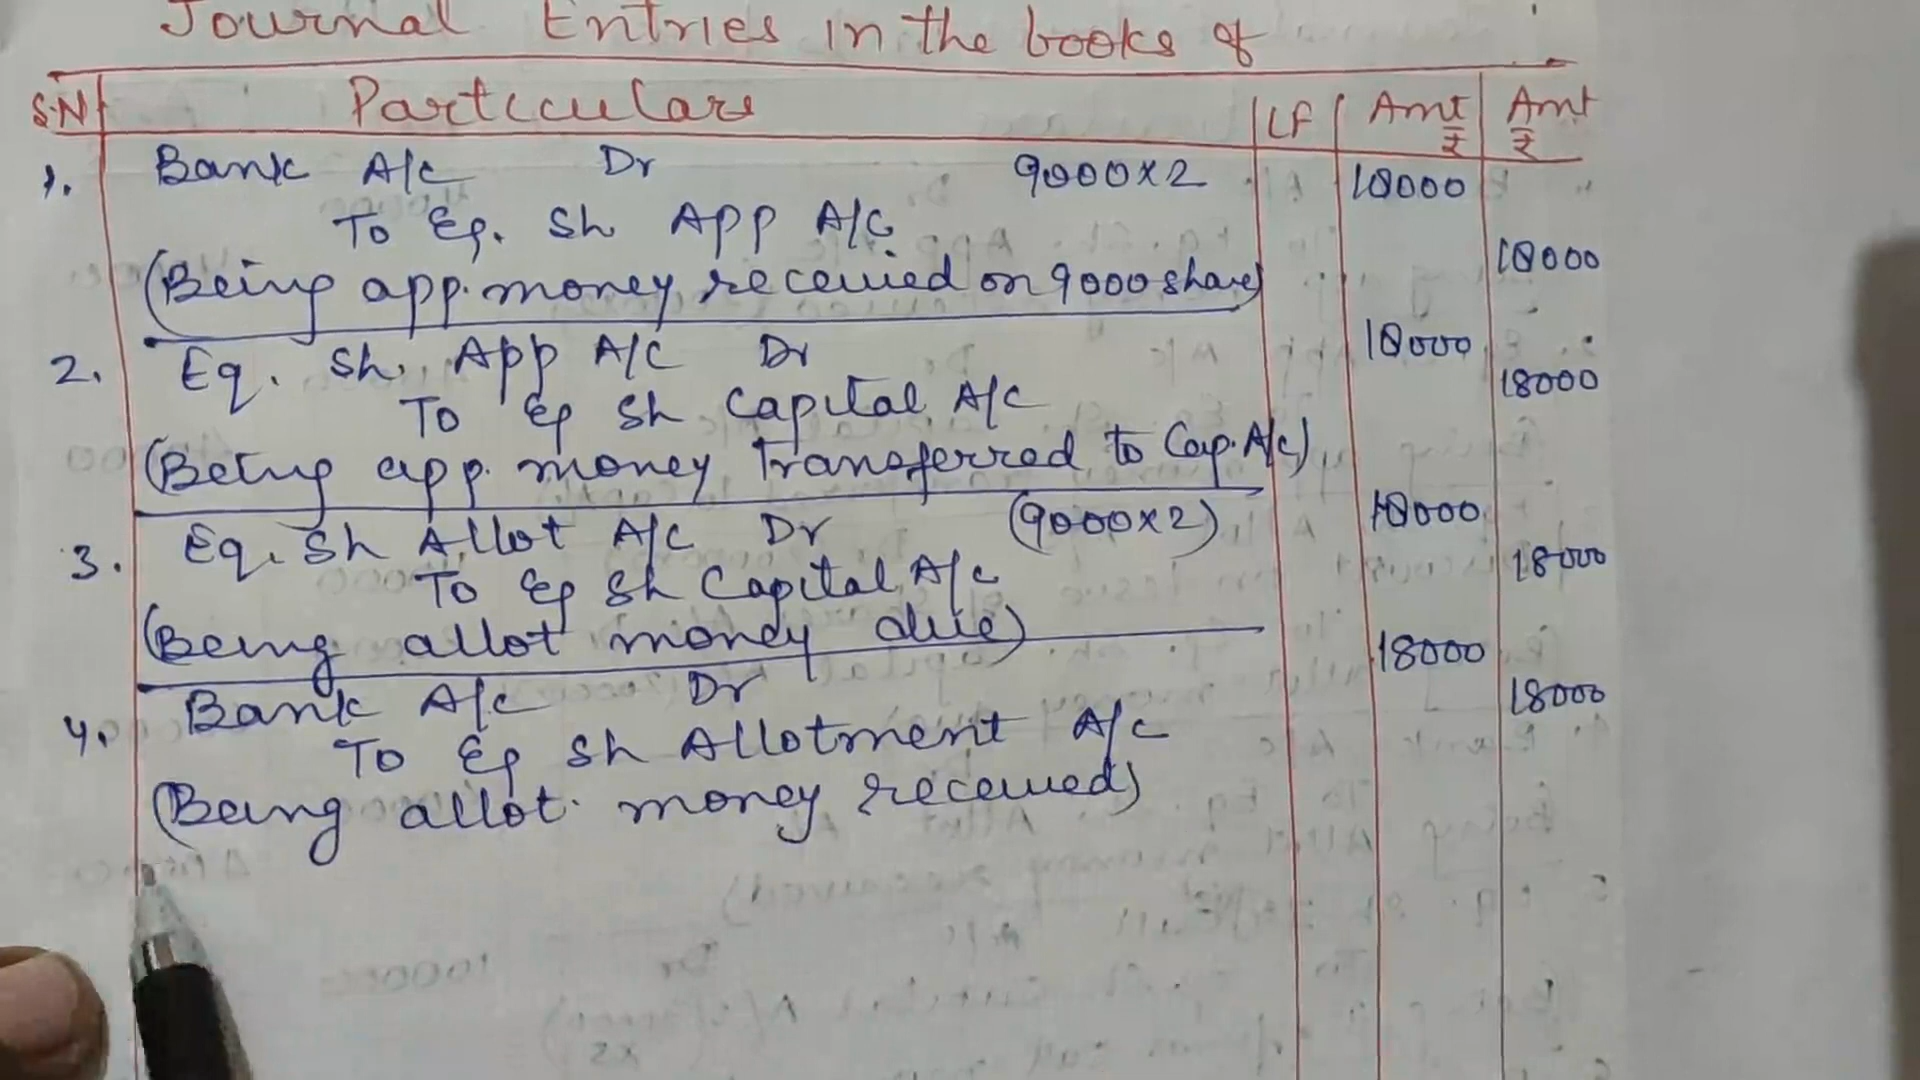 Journal Entries in the books of
S.N Particulars LF Amt ₹ Amt ₹
1. Bank A/c Dr 9000×2 18000
To Eq. Sh App A/c 18000
(Being app. money received on 9000 share)
2. Eq. Sh. App A/c Dr 18000
To Eq Sh Capital A/c 18000
(Being app. money Transferred to Cap. A/c)
3. Eq. Sh Allot A/c Dr (9000×2) 18000
To Eq Sh Capital A/c 18000
(Being allot money due)
4. Bank A/c Dr 18000
To Eq Sh Allotment A/c 18000
(Being allot. money received)